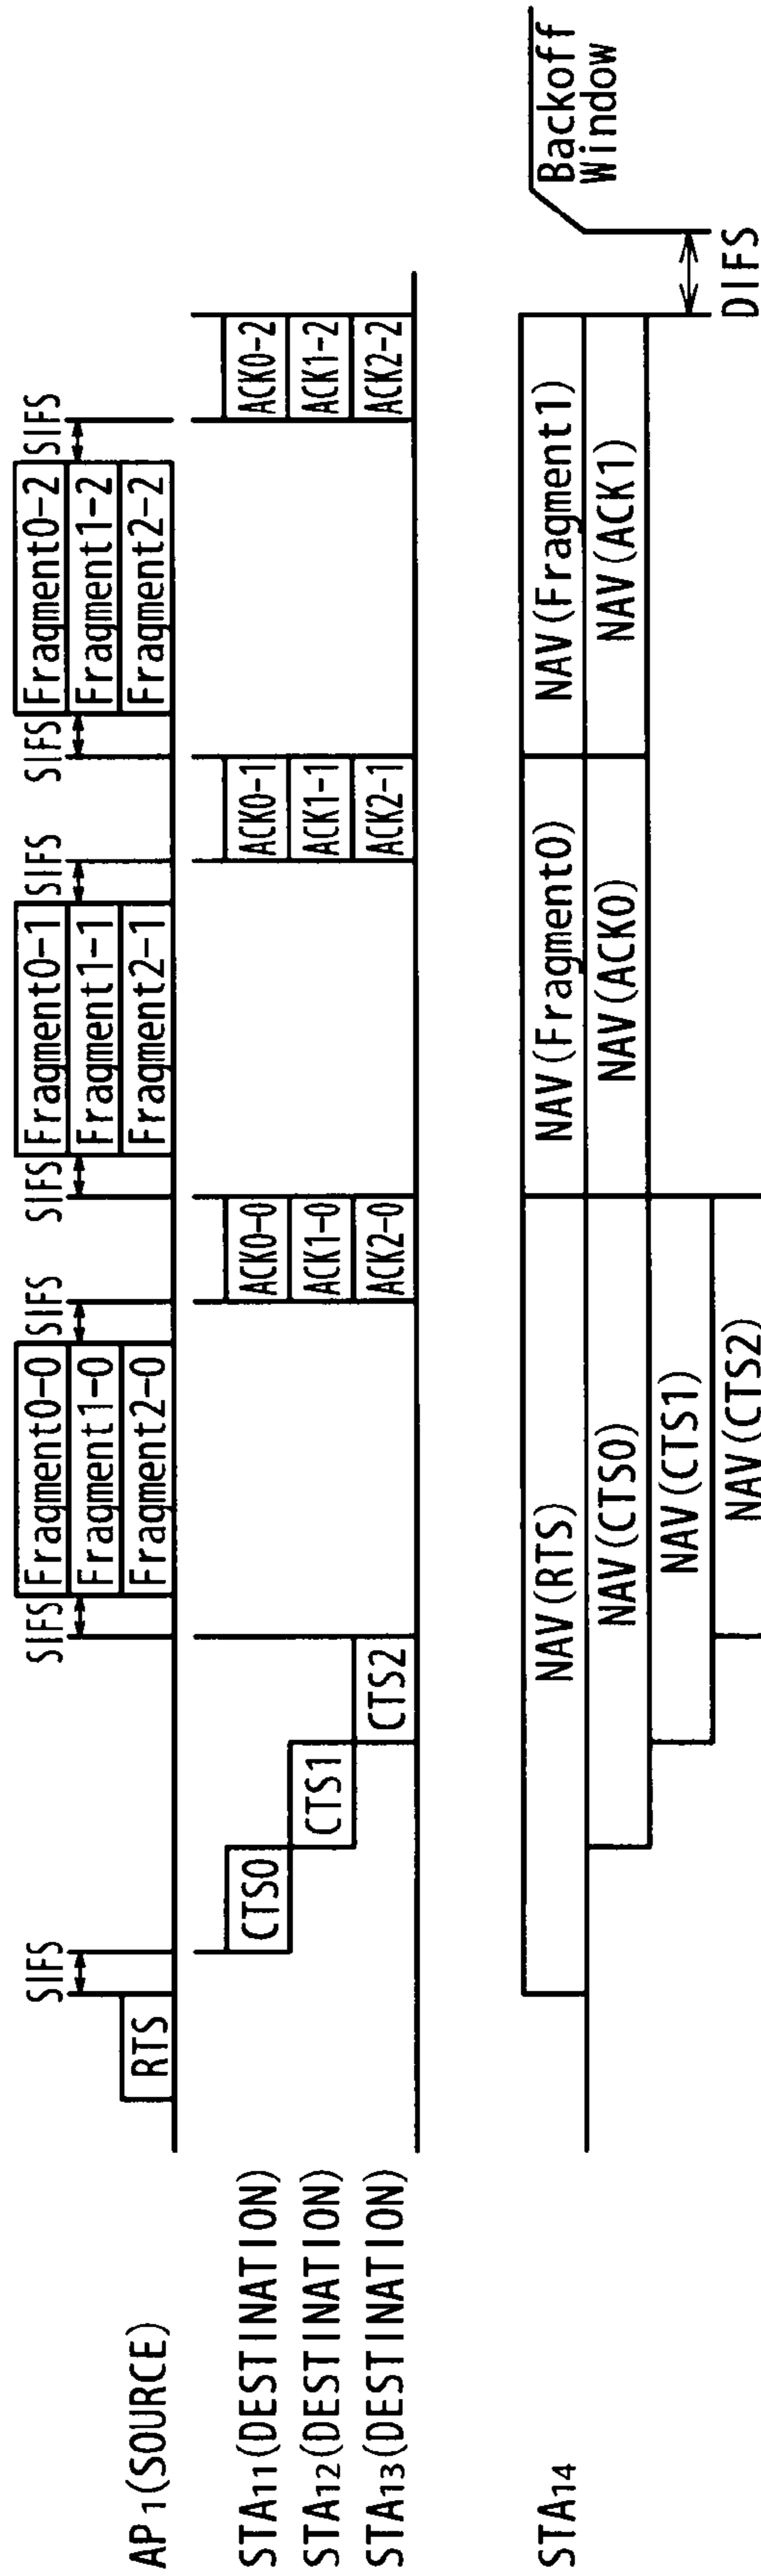 AP1(SOURCE)
RTS
SIFS
SIFS
Fragment0-0
Fragment1-0
Fragment2-0
SIFS
SIFS
Fragment0-1
Fragment1-1
Fragment2-1
SIFS
SIFS
Fragment0-2
Fragment1-2
Fragment2-2
SIFS
STA11(DESTINATION)
CTS0
ACK0-0
ACK0-1
ACK0-2
STA12(DESTINATION)
CTS1
ACK1-0
ACK1-1
ACK1-2
STA13(DESTINATION)
CTS2
ACK2-0
ACK2-1
ACK2-2
STA14
NAV(RTS)
NAV(Fragment0)
NAV(Fragment1)
Backoff
Window
NAV(CTS0)
NAV(ACK0)
NAV(ACK1)
NAV(CTS1)
NAV(CTS2)
DIFS